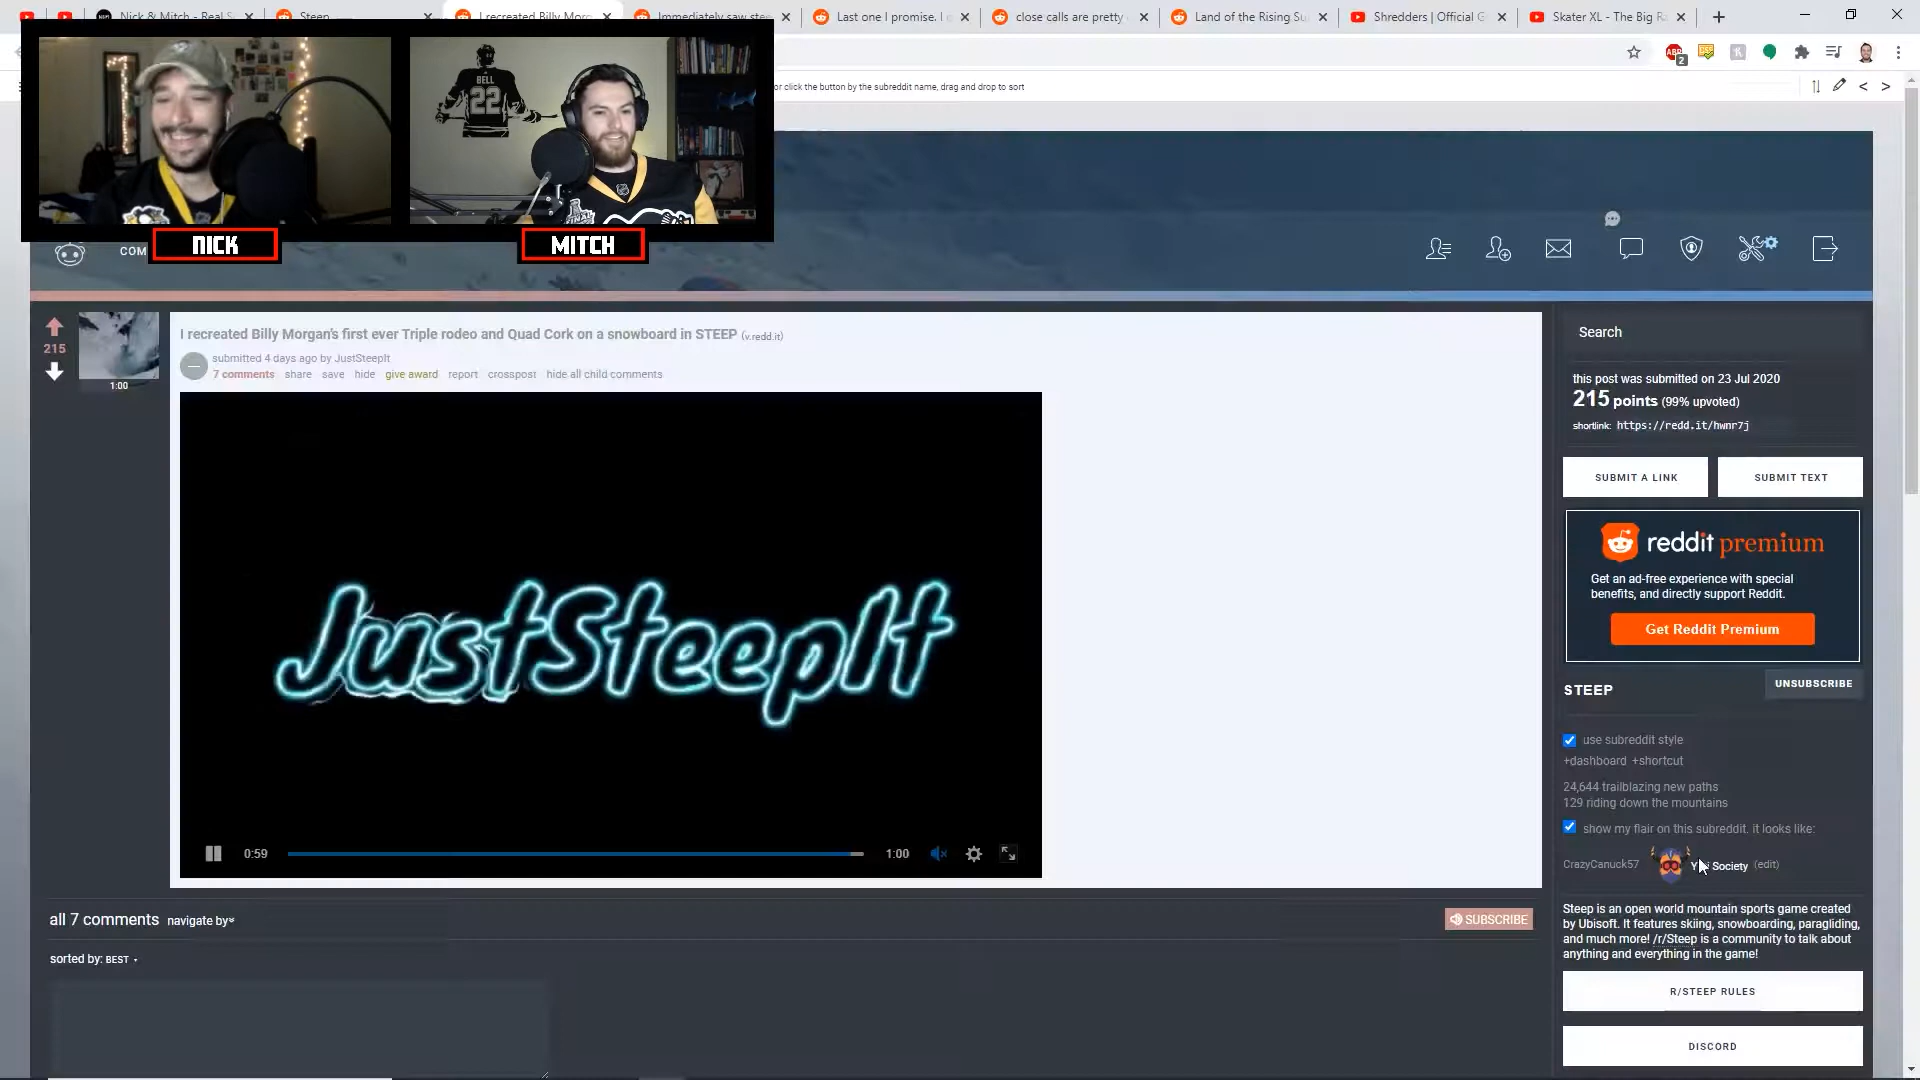 Nick & Mitch - Real S
Steep
I recreated Billy Morg
Immediately saw stee
Last one I promise. I
close calls are pretty
Land of the Rising Su
Shredders | Official G
Skater XL - The Big R
ABP
2
or click the button by the subreddit name, drag and drop to sort
BELL
22
NICK
MITCH
COM
215
1:00
I recreated Billy Morgan's first ever Triple rodeo and Quad Cork on a snowboard in STEEP (v.redd.it)
submitted 4 days ago by JustSteepIt
7 comments share save hide give award report crosspost hide all child comments
JustSteepIt
0:59
1:00
all 7 comments navigate by
SUBSCRIBE
sorted by: BEST
Search
this post was submitted on 23 Jul 2020
215 points (99% upvoted)
shortlink: https://redd.it/hwnr7j
SUBMIT A LINK
SUBMIT TEXT
reddit premium
Get an ad-free experience with special
benefits, and directly support Reddit.
Get Reddit Premium
STEEP
UNSUBSCRIBE
use subreddit style
+dashboard +shortcut
24,644 trailblazing new paths
129 riding down the mountains
show my flair on this subreddit. it looks like:
CrazyCanuck57
Society (edit)
Steep is an open world mountain sports game created
by Ubisoft. It features skiing, snowboarding, paragliding,
and much more! /r/Steep is a community to talk about
anything and everything in the game!
R/STEEP RULES
DISCORD